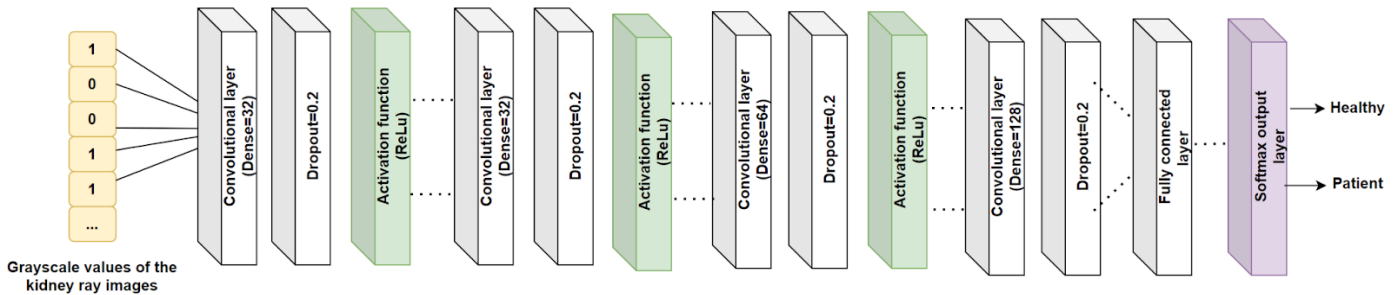 1
0
0
1
1
...
Grayscale values of the
kidney ray images
Convolutional layer
(Dense=32)
Dropout=0.2
Activation function
(ReLu)
Convolutional layer
(Dense=32)
Dropout=0.2
Activation function
(ReLu)
Convolutional layer
(Dense=64)
Dropout=0.2
Activation function
(ReLu)
Convolutional layer
(Dense=128)
Dropout=0.2
Fully connected
layer
Softmax output
layer
Healthy
Patient